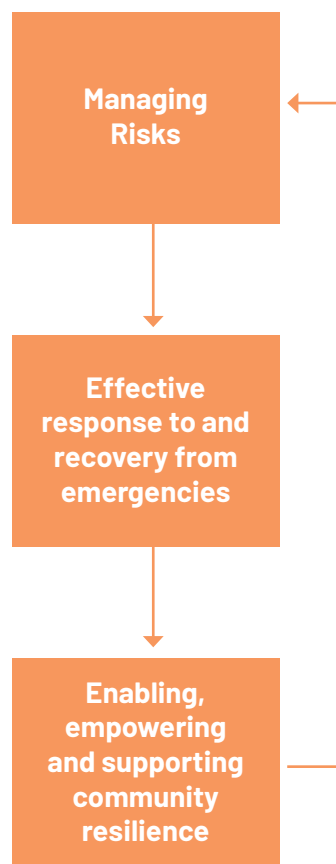 Managing
Risks
Effective
response to and
recovery from
emergencies
Enabling,
empowering
and supporting
community
resilience